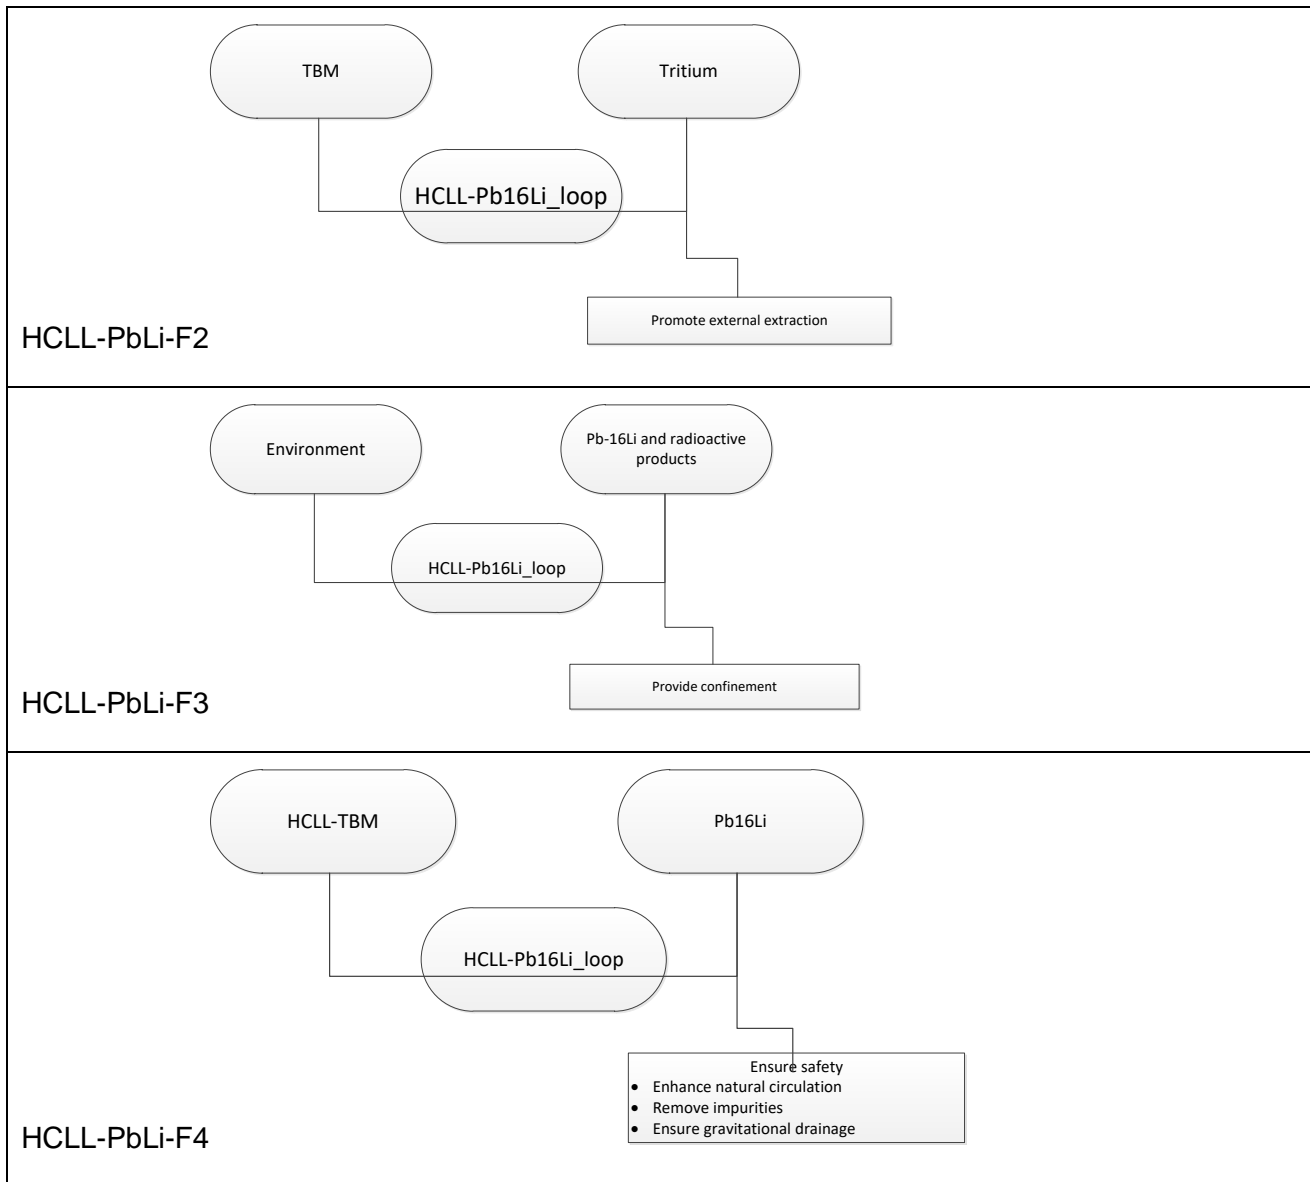 TBM
Tritium
HCLL-Pb16Li_loop
Promote external extraction
HCLL-PbLi-F2
Environment
Pb-16Li and radioactive
products
HCLL-Pb16Li_loop
Provide confinement
HCLL-PbLi-F3
HCLL-TBM
Pb16Li
HCLL-Pb16Li_loop
Ensure safety
• Enhance natural circulation
• Remove impurities
• Ensure gravitational drainage
HCLL-PbLi-F4